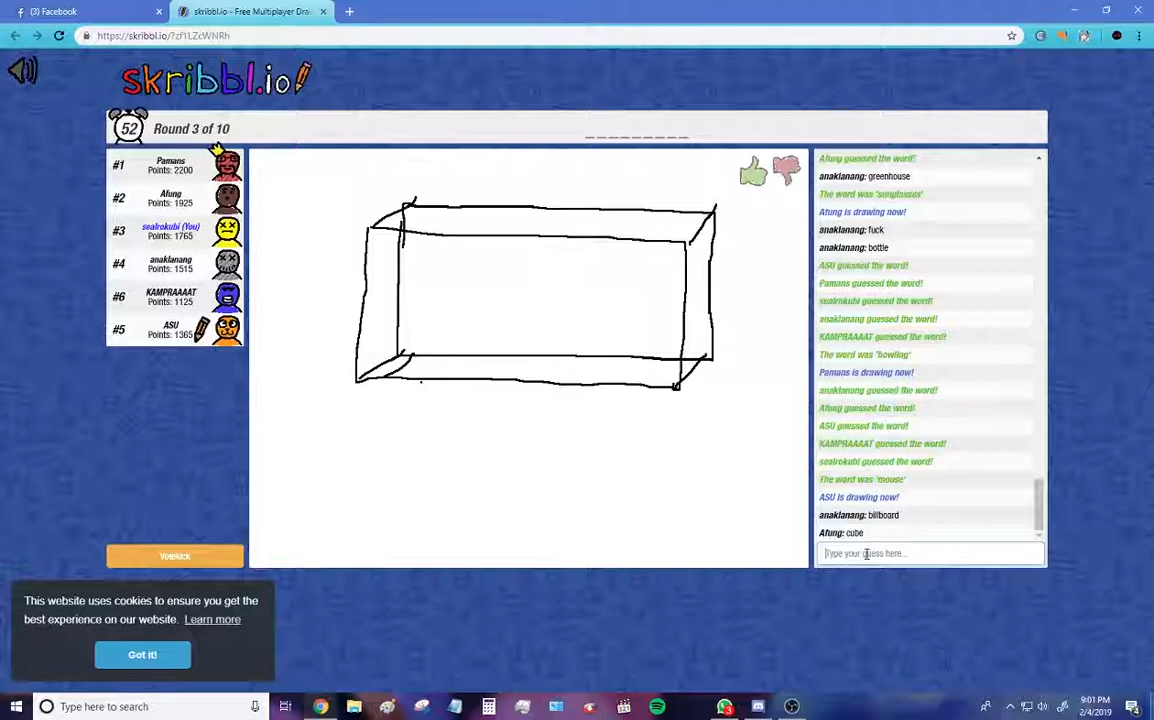 (3) Facebook
skribbl.io - Free Multiplayer Dra
https://skribbl.io/?zf1LZcWNRh
skribbl.io
52
Round 3 of 10
_ _ _ _ _ _ _ _ _
#1
Pamans
Points: 2200
#2
Afung
Points: 1925
#3
sealrokubi (You)
Points: 1765
#4
anaklanang
Points: 1515
#6
KAMPRAAAT
Points: 1125
#5
ASU
Points: 1365
Votekick
Afung guessed the word!
anaklanang: greenhouse
The word was 'sunglasses'
Afung is drawing now!
anaklanang: fuck
anaklanang: bottle
ASU guessed the word!
Pamans guessed the word!
sealrokubi guessed the word!
anaklanang guessed the word!
KAMPRAAAT guessed the word!
The word was 'bowling'
Pamans is drawing now!
anaklanang guessed the word!
Afung guessed the word!
ASU guessed the word!
KAMPRAAAT guessed the word!
sealrokubi guessed the word!
The word was 'mouse'
ASU is drawing now!
anaklanang: billboard
Afung: cube
Type your guess here...
This website uses cookies to ensure you get the
best experience on our website. Learn more
Got it!
Type here to search
3
9:01 PM
2/4/2019
4